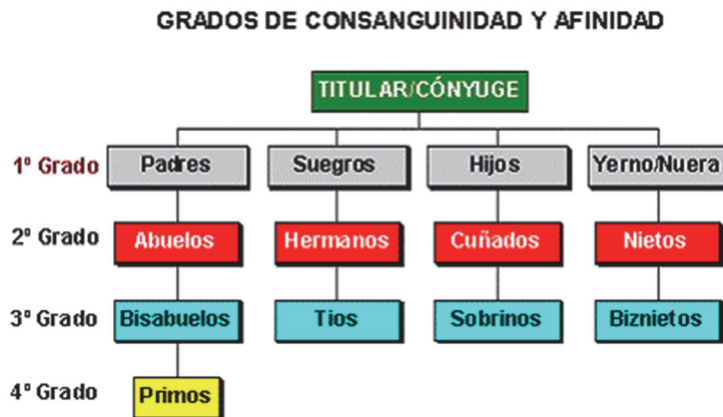 GRADOS DE CONSANGUINIDAD Y AFINIDAD
TITULAR/CÓNYUGE
1º Grado Padres Suegros Hijos Yerno/Nuera
2º Grado Abuelos Hermanos Cuñados Nietos
3º Grado Bisabuelos Tios Sobrinos Biznietos
4º Grado Primos